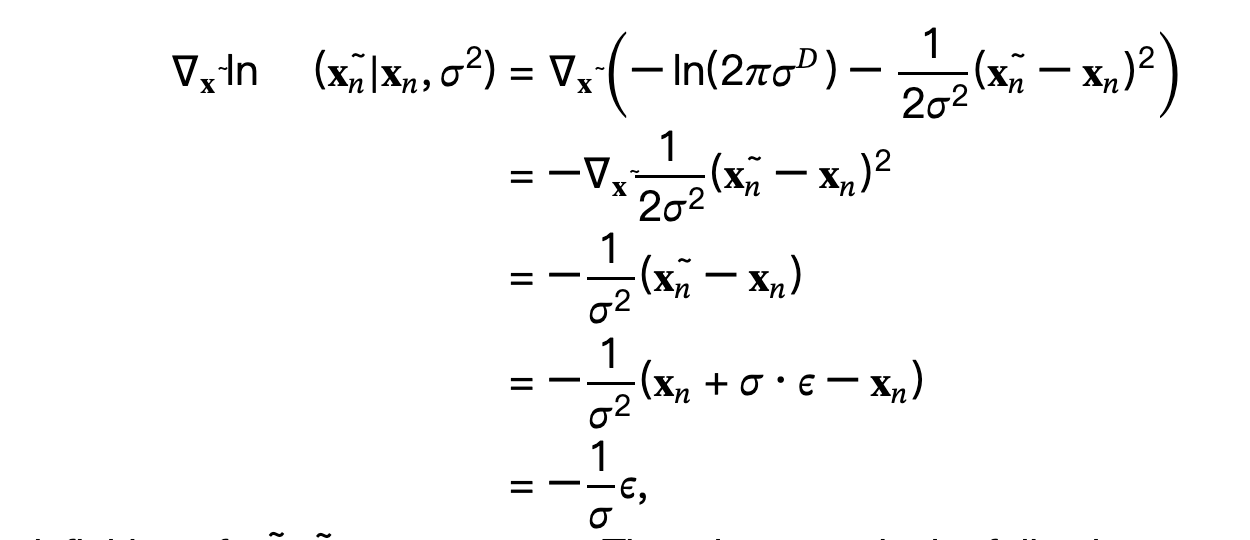 ∇x̃ ln (x̃n|xn, σ²) = ∇x̃ ( − ln(2πσᴰ) − 1/2σ² (x̃n − xn)² )
= −∇x̃ 1/2σ² (x̃n − xn)²
= − 1/σ² (x̃n − xn)
= − 1/σ² (xn + σ · ϵ − xn)
= − 1/σ ϵ,